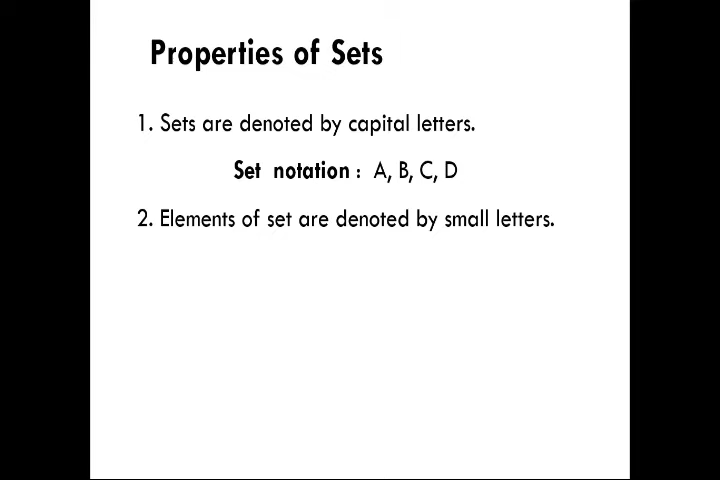 Properties of Sets
1. Sets are denoted by capital letters.
Set notation : A, B, C, D
2. Elements of set are denoted by small letters.